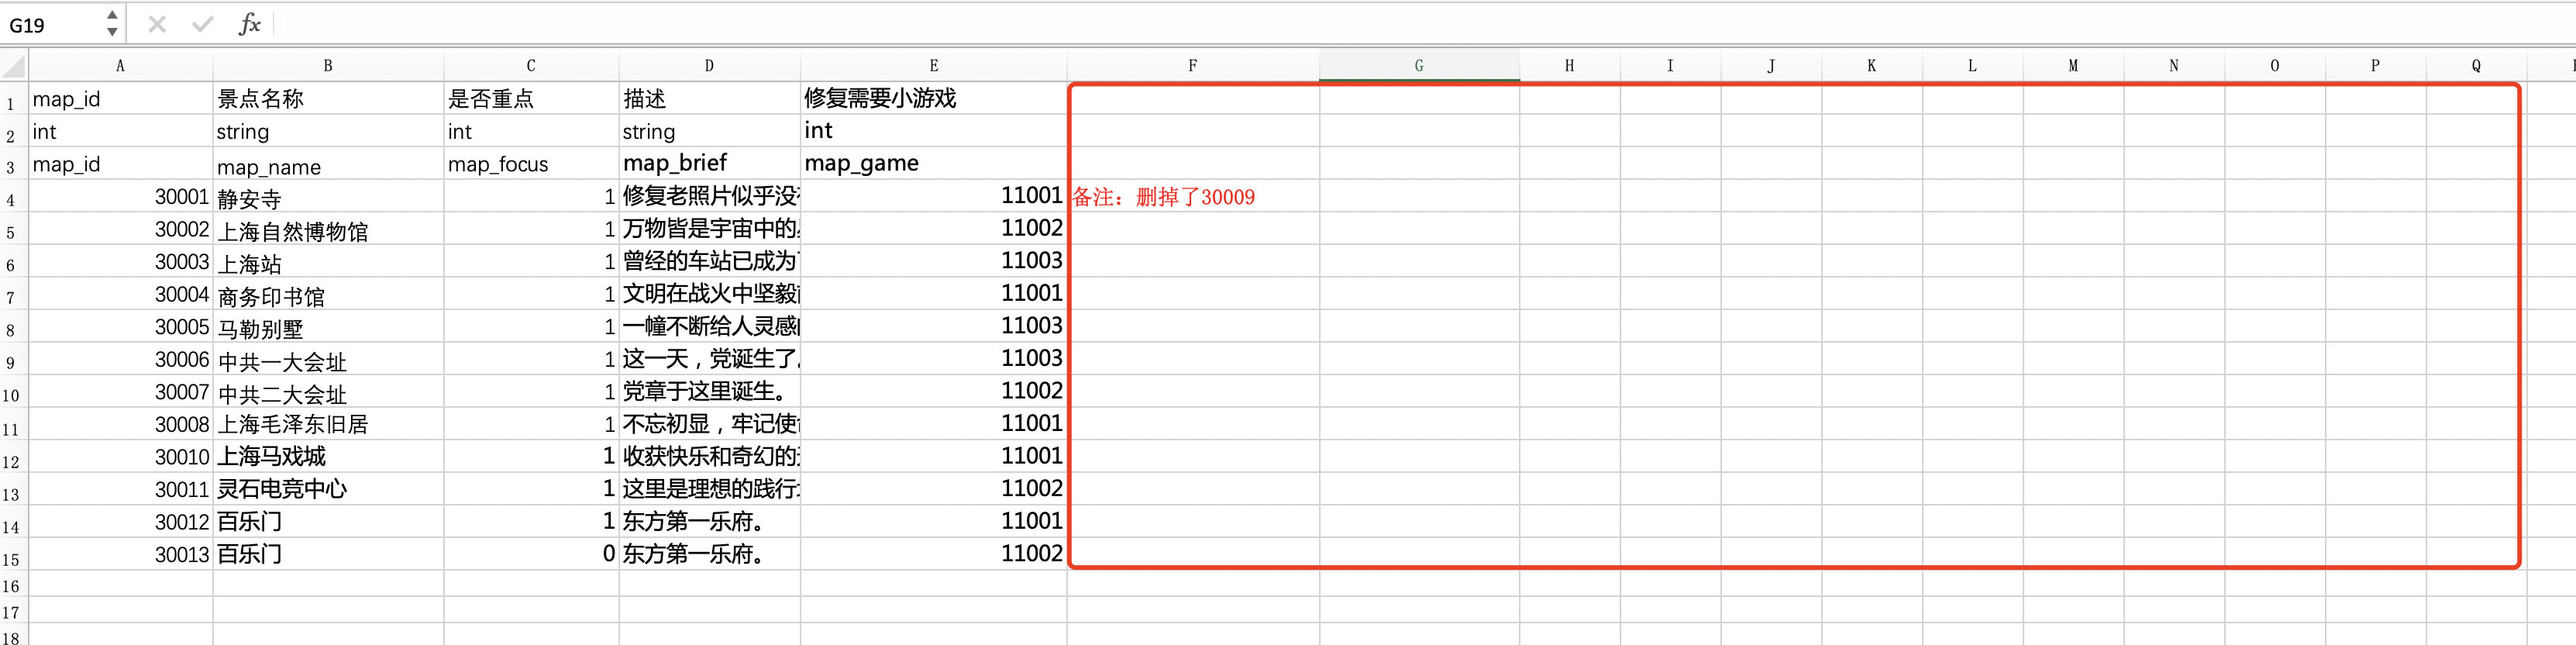 G19 fx
A B C D E F G H I J K L M N O P Q
1 map_id 景点名称 是否重点 描述 修复需要小游戏
2 int string int string int
3 map_id map_name map_focus map_brief map_game
4 30001 静安寺 1 修复老照片似乎没 11001 备注：删掉了30009
5 30002 上海自然博物馆 1 万物皆是宇宙中的 11002
6 30003 上海站 1 曾经的车站已成为 11003
7 30004 商务印书馆 1 文明在战火中坚毅 11001
8 30005 马勒别墅 1 一幢不断给人灵感 11003
9 30006 中共一大会址 1 这一天，党诞生了 11003
10 30007 中共二大会址 1 党章于这里诞生。 11002
11 30008 上海毛泽东旧居 1 不忘初显，牢记使 11001
12 30010 上海马戏城 1 收获快乐和奇幻的 11001
13 30011 灵石电竞中心 1 这里是理想的践行 11002
14 30012 百乐门 1 东方第一乐府。 11001
15 30013 百乐门 0 东方第一乐府。 11002
16
17
18